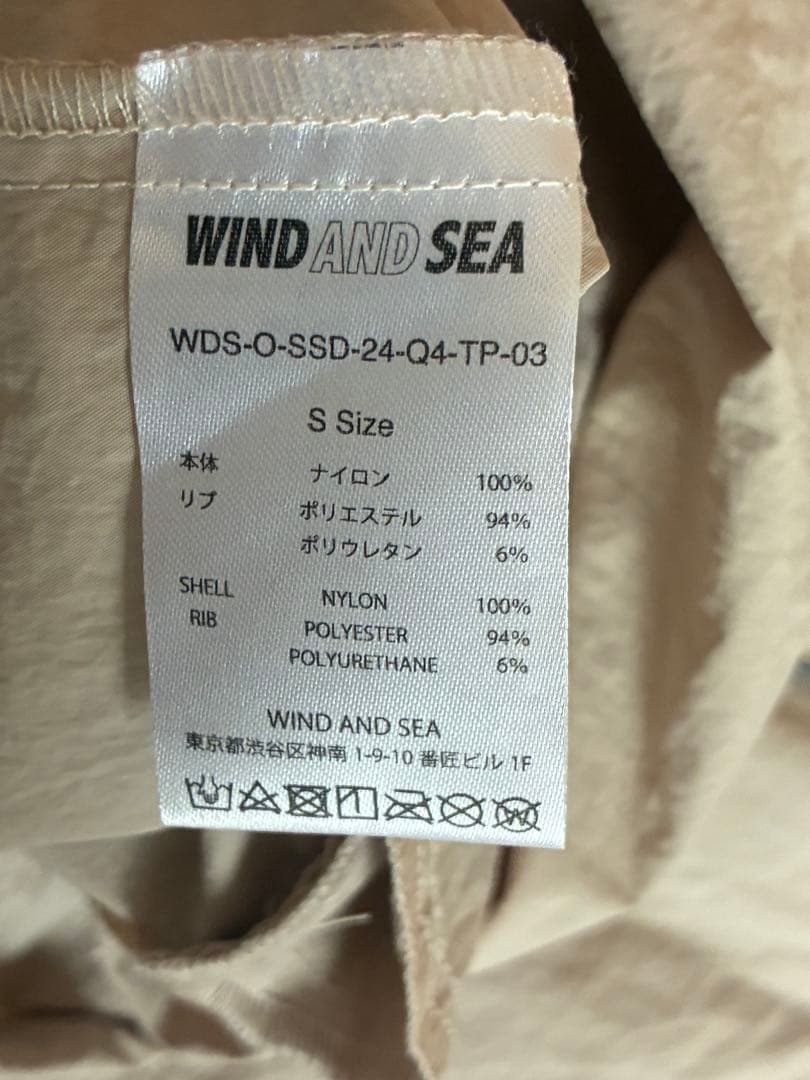 WIND AND SEA
WDS-O-SSD-24-Q4-TP-03
S Size
本体 ナイロン 100%
リブ ポリエステル 94%
ポリウレタン 6%
SHELL NYLON 100%
RIB POLYESTER 94%
POLYURETHANE 6%
WIND AND SEA
東京都渋谷区神南 1-9-10 番匠ビル 1F
W